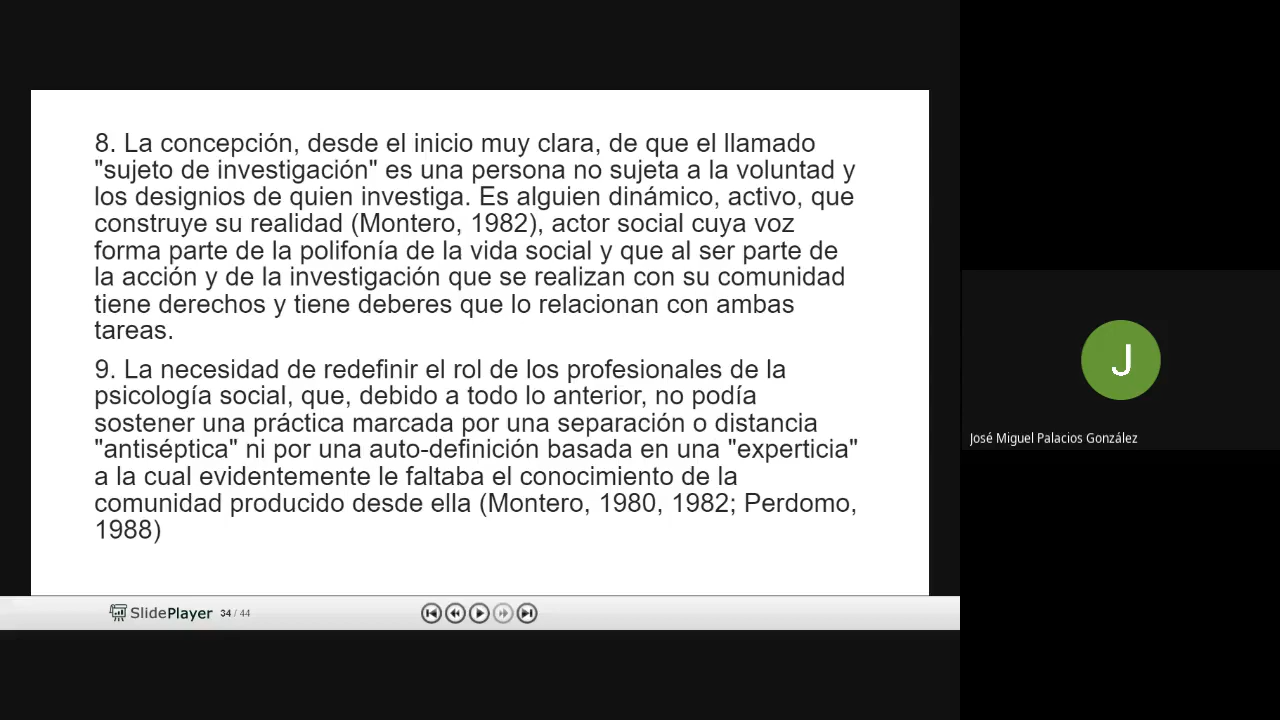 8. La concepción, desde el inicio muy clara, de que el llamado
"sujeto de investigación" es una persona no sujeta a la voluntad y
los designios de quien investiga. Es alguien dinámico, activo, que
construye su realidad (Montero, 1982), actor social cuya voz
forma parte de la polifonía de la vida social y que al ser parte de
la acción y de la investigación que se realizan con su comunidad
tiene derechos y tiene deberes que lo relacionan con ambas
tareas.
9. La necesidad de redefinir el rol de los profesionales de la
psicología social, que, debido a todo lo anterior, no podía
sostener una práctica marcada por una separación o distancia
"antiséptica" ni por una auto-definición basada en una "experticia"
a la cual evidentemente le faltaba el conocimiento de la
comunidad producido desde ella (Montero, 1980, 1982; Perdomo,
1988)
SlidePlayer 34 / 44
J
José Miguel Palacios González